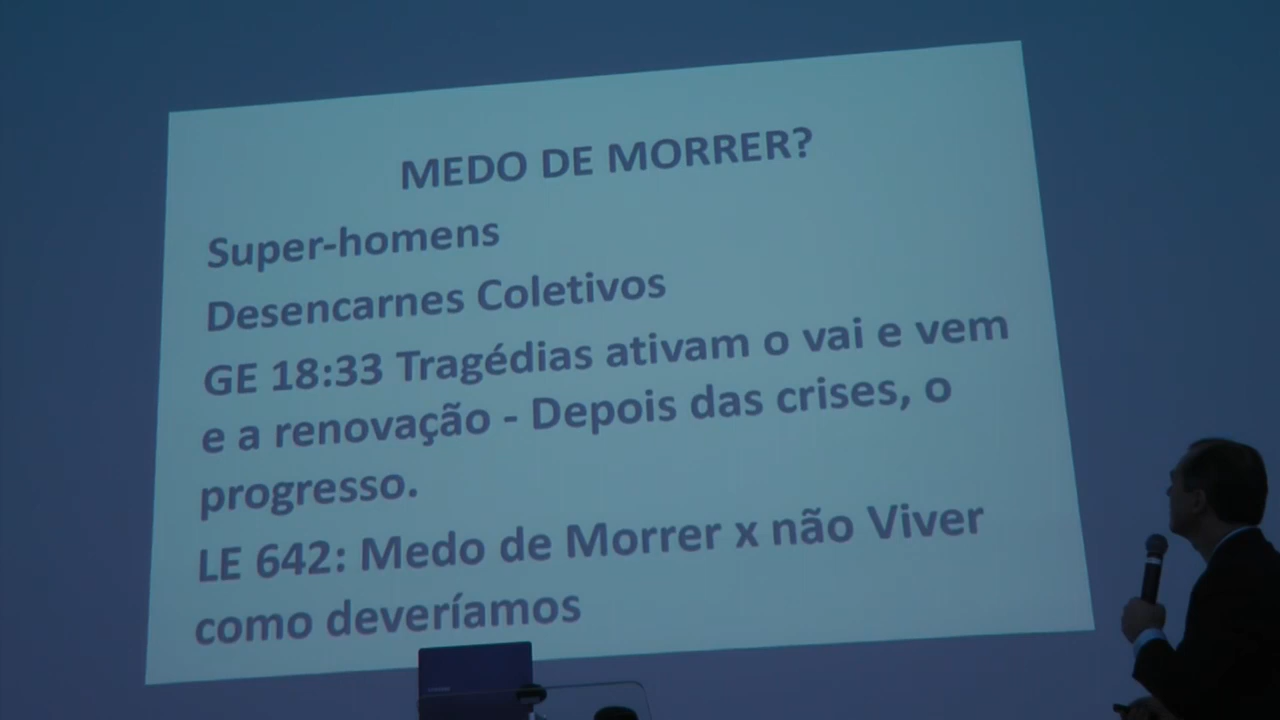 MEDO DE MORRER?
Super-homens
Desencarnes Coletivos
GE 18:33 Tragédias ativam o vai e vem
e a renovação - Depois das crises, o
progresso.
LE 642: Medo de Morrer x não Viver
como deveríamos